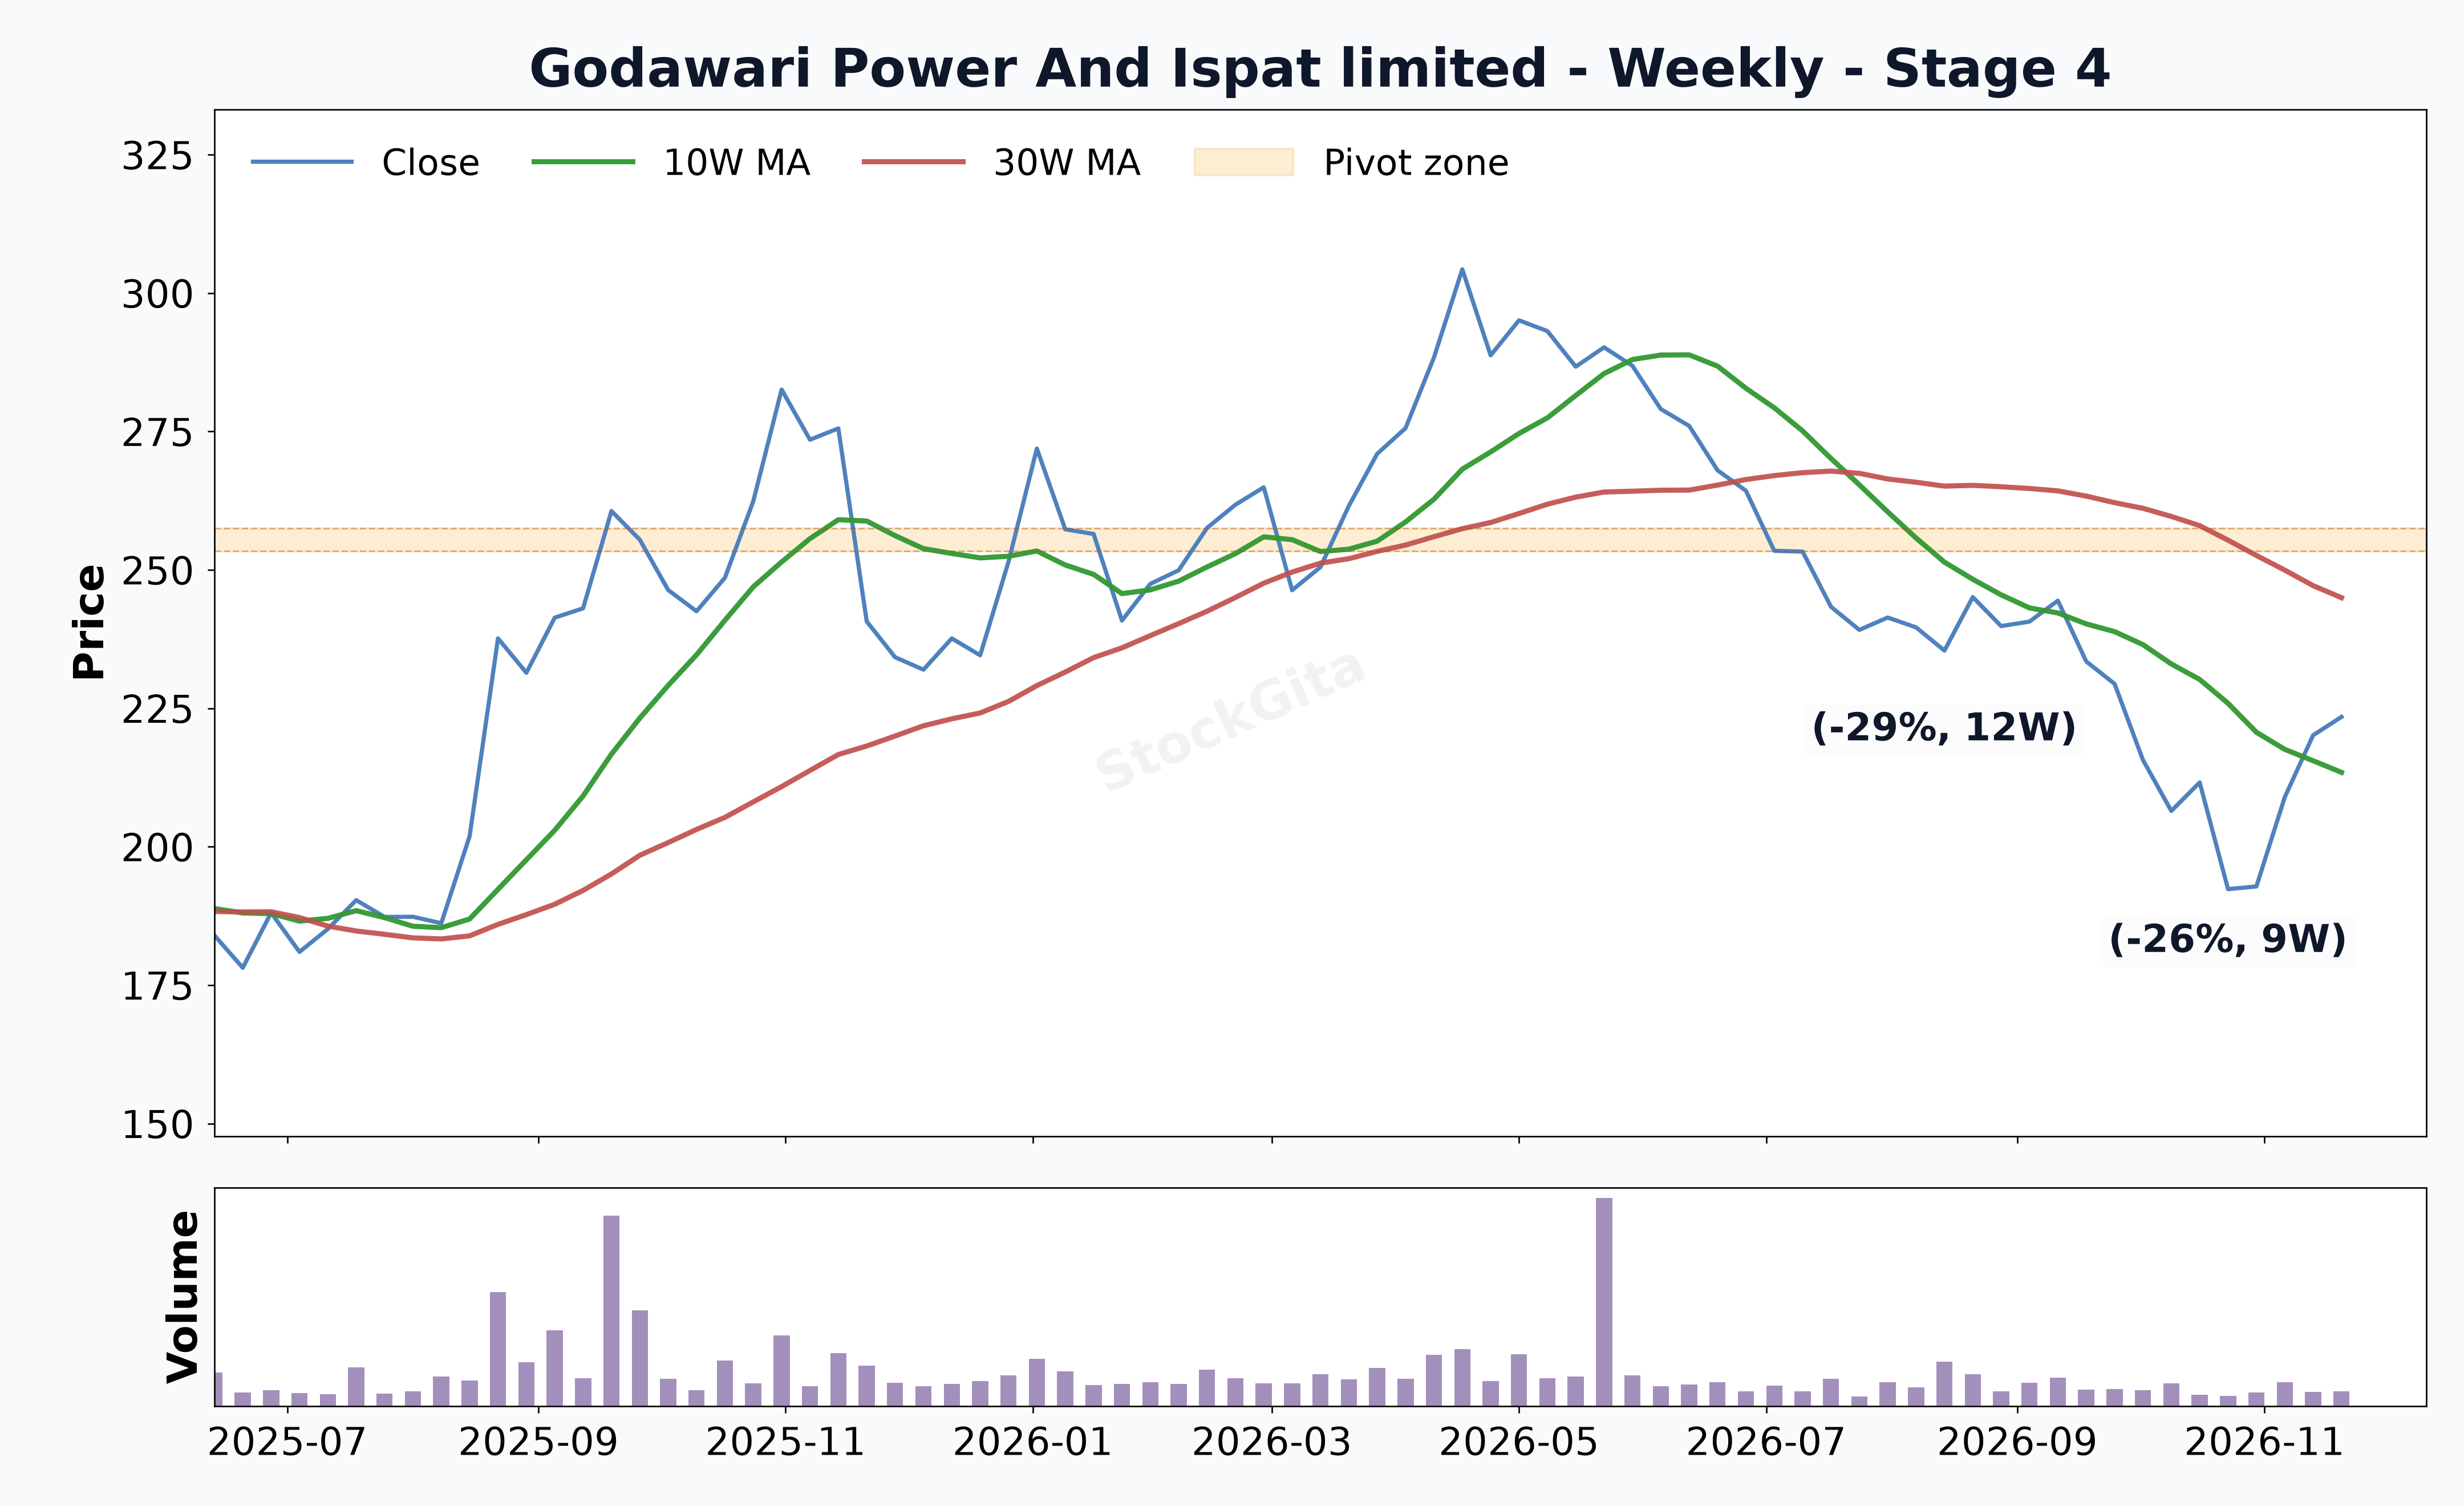 Godawari Power And Ispat limited - Weekly - Stage 4
Close
10W MA
30W MA
Pivot zone
Price
325
300
275
250
225
200
175
150
StockGita
(-29%, 12W)
(-26%, 9W)
Volume
2025-07
2025-09
2025-11
2026-01
2026-03
2026-05
2026-07
2026-09
2026-11